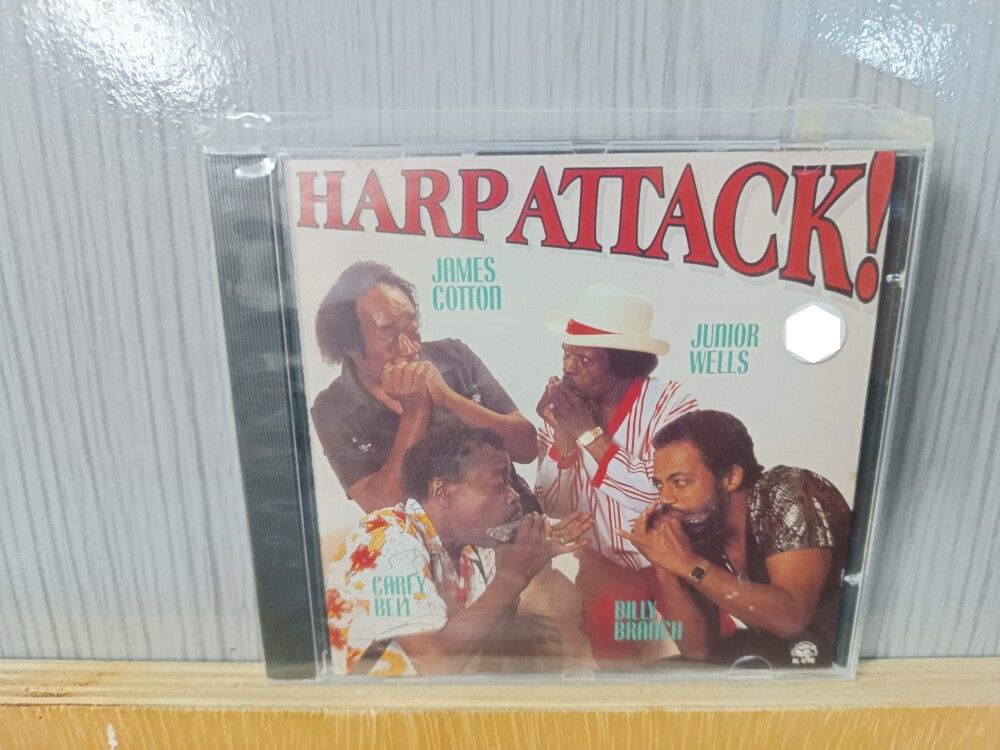 HARP ATTACK!
JAMES
COTTON
JUNIOR
WELLS
CAREY
BELL
BILLY
BRANCH